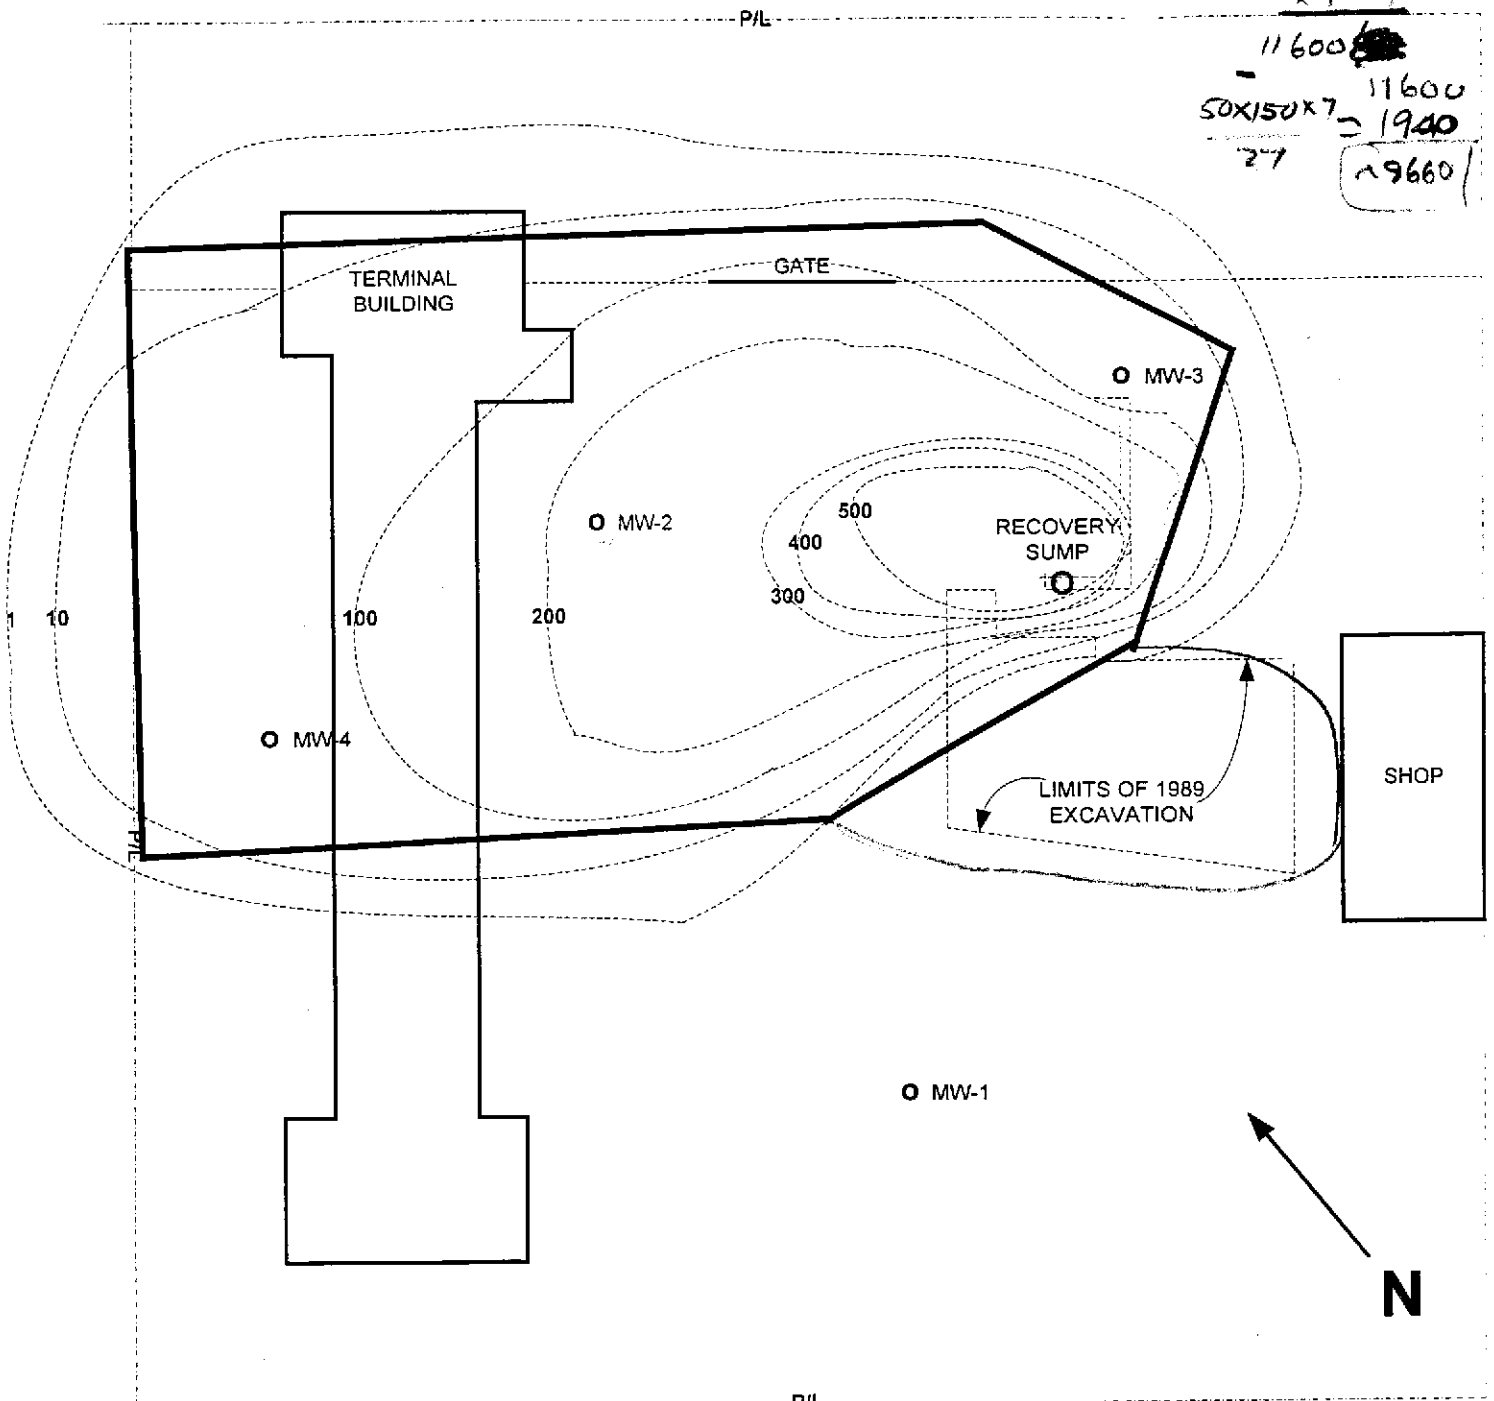 P/L
11600
-
11600
50X150X7 = 1940
27
~9660
TERMINAL
BUILDING
GATE
O MW-3
O MW-2
500
RECOVERY
SUMP
400
300
1
10
100
200
O MW-4
P/L
LIMITS OF 1989
EXCAVATION
SHOP
O MW-1
N